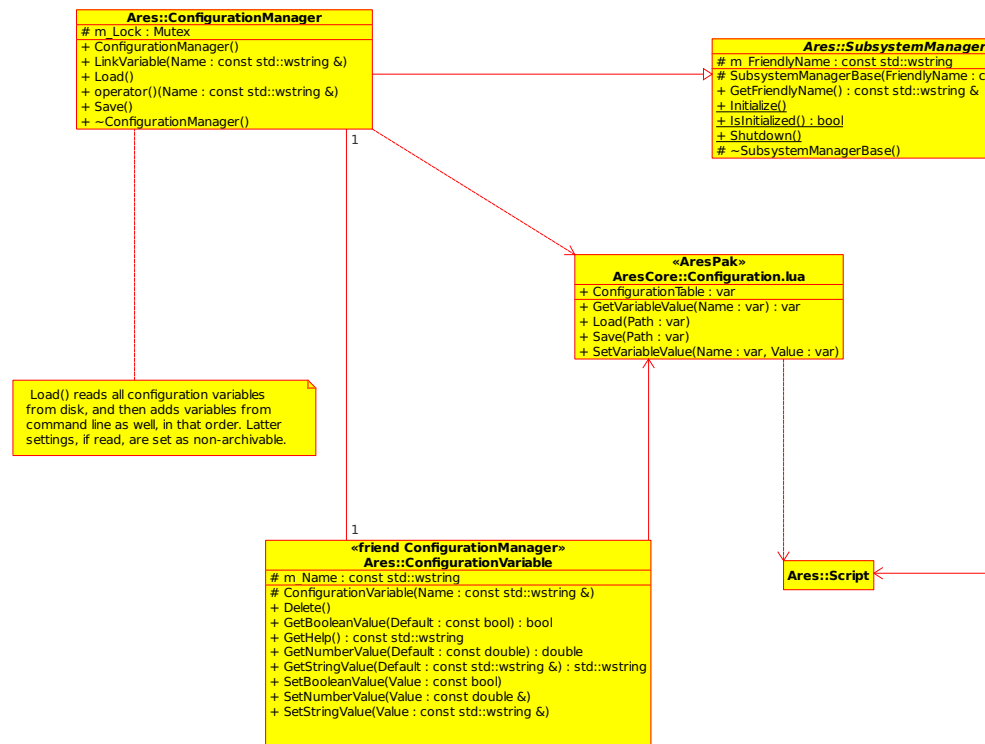 Ares::ConfigurationManager
# m_Lock : Mutex
+ ConfigurationManager()
+ LinkVariable(Name : const std::wstring &)
+ Load()
+ operator()(Name : const std::wstring &)
+ Save()
+ ~ConfigurationManager()
Ares::SubsystemManager
# m_FriendlyName : const std::wstring
# SubsystemManagerBase(FriendlyName : c
+ GetFriendlyName() : const std::wstring &
+ Initialize()
+ IsInitialized() : bool
+ Shutdown()
# ~SubsystemManagerBase()
1
«AresPak»
AresCore::Configuration.lua
+ ConfigurationTable : var
+ GetVariableValue(Name : var) : var
+ Load(Path : var)
+ Save(Path : var)
+ SetVariableValue(Name : var, Value : var)
Load() reads all configuration variables
from disk, and then adds variables from
command line as well, in that order. Latter
settings, if read, are set as non-archivable.
1
«friend ConfigurationManager»
Ares::ConfigurationVariable
# m_Name : const std::wstring
# ConfigurationVariable(Name : const std::wstring &)
+ Delete()
+ GetBooleanValue(Default : const bool) : bool
+ GetHelp() : const std::wstring
+ GetNumberValue(Default : const double) : double
+ GetStringValue(Default : const std::wstring &) : std::wstring
+ SetBooleanValue(Value : const bool)
+ SetNumberValue(Value : const double &)
+ SetStringValue(Value : const std::wstring &)
Ares::Script